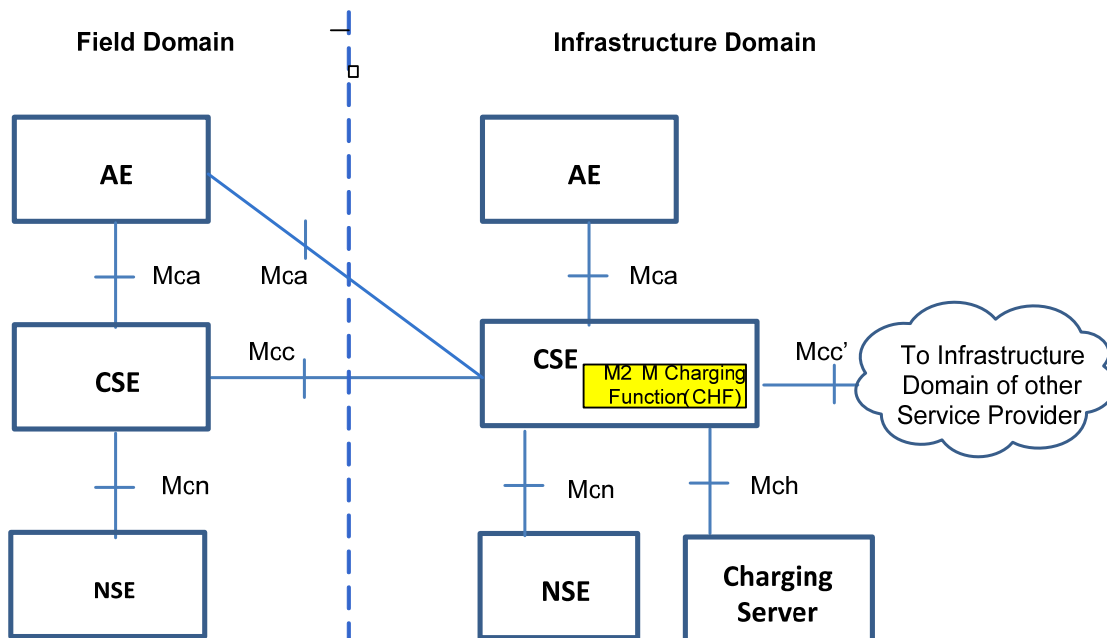 Field Domain
Infrastructure Domain
AE
AE
Mca
Mca
Mca
CSE
Mcc
CSE
M2 M Charging
Function(CHF)
Mcc’
To Infrastructure
Domain of other
Service Provider
Mcn
Mcn
Mch
NSE
NSE
Charging
Server